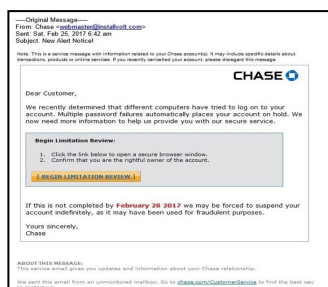 -----Original Message-----
From: Chase <webmaster@installvolt.com>
Sent: Sat, Feb 25, 2017 6:42 am
Subject: New Alert Notice!
Note: This is a service message with information related to your Chase account(s). It may include specific details about
transactions, products or online services. If you recently cancelled your account, please disregard this message.
CHASE
Dear Customer,
We recently determined that different computers have tried to log on to your
account. Multiple password failures automatically places your account on hold. We
now need more information to help us provide you with our secure service.
Begin Limitation Review:
1. Click the link below to open a secure browser window.
2. Confirm that you are the rightful owner of the account.
[ BEGIN LIMITATION REVIEW ]
If this is not completed by February 28 2017 we may be forced to suspend your
account indefinitely, as it may have been used for fraudulent purposes.
Yours sincerely,
Chase
ABOUT THIS MESSAGE:
This service email gives you updates and information about your Chase relationship.
We sent this email from an unmonitored mailbox. Go to chase.com/CustomerService to find the best way
to contact us.